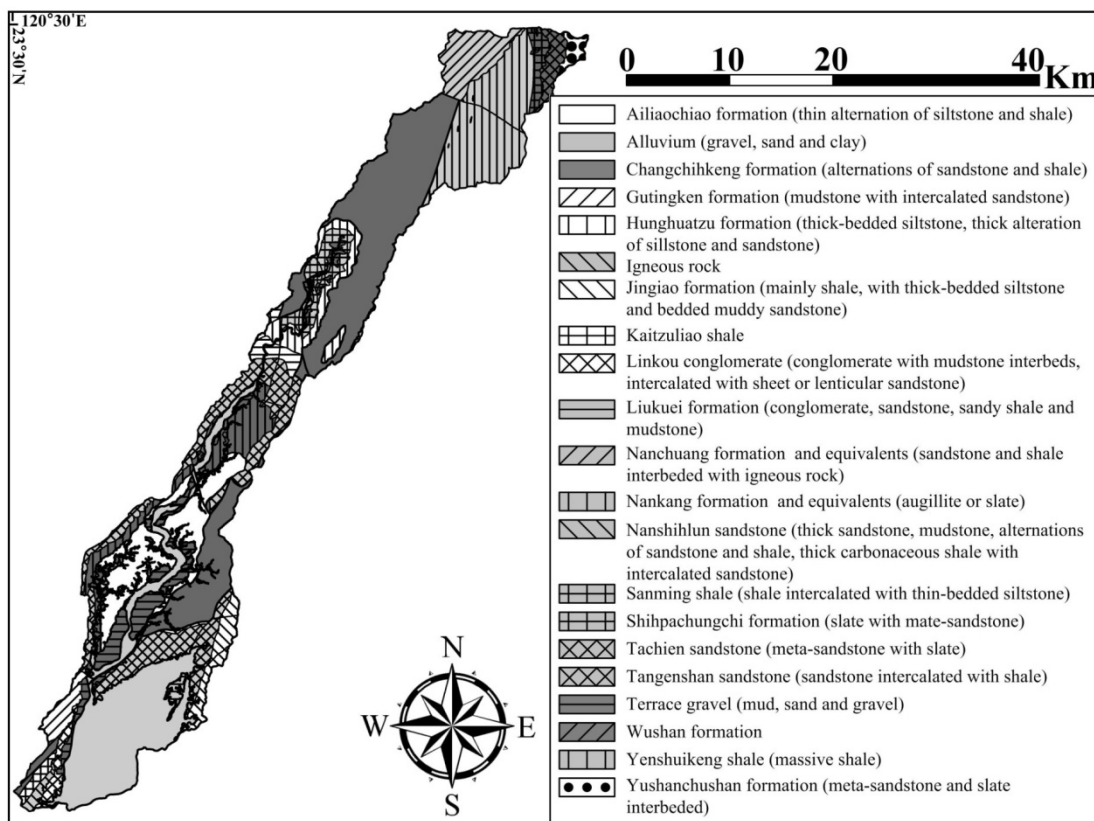 120°30'E
23°30'N
0 10 20 40 Km
Ailiaochiao formation (thin alternation of siltstone and shale)
Alluvium (gravel, sand and clay)
Changchihkeng formation (alternations of sandstone and shale)
Gutingken formation (mudstone with intercalated sandstone)
Hunghuatzu formation (thick-bedded siltstone, thick alteration
of sillstone and sandstone)
Igneous rock
Jingiao formation (mainly shale, with thick-bedded siltstone
and bedded muddy sandstone)
Kaitzuliao shale
Linkou conglomerate (conglomerate with mudstone interbeds,
intercalated with sheet or lenticular sandstone)
Liukuei formation (conglomerate, sandstone, sandy shale and
mudstone)
Nanchuang formation and equivalents (sandstone and shale
interbeded with igneous rock)
Nankang formation and equivalents (augillite or slate)
Nanshihlun sandstone (thick sandstone, mudstone, alternations
of sandstone and shale, thick carbonaceous shale with
intercalated sandstone)
Sanming shale (shale intercalated with thin-bedded siltstone)
Shihpachungchi formation (slate with mate-sandstone)
Tachien sandstone (meta-sandstone with slate)
Tangenshan sandstone (sandstone intercalated with shale)
Terrace gravel (mud, sand and gravel)
Wushan formation
Yenshuikeng shale (massive shale)
Yushanchushan formation (meta-sandstone and slate
interbeded)
N
W E
S